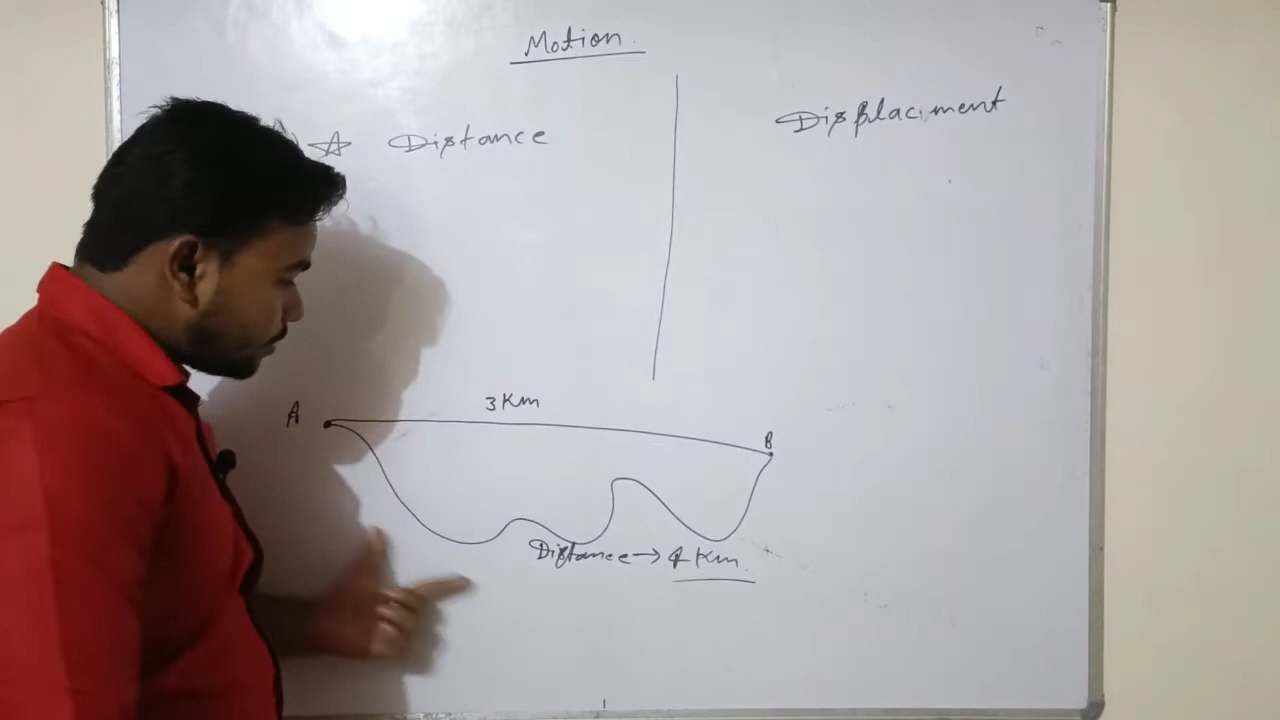 Motion
Distance
Displacement
3 Km
A
B
Distance → 4 Km